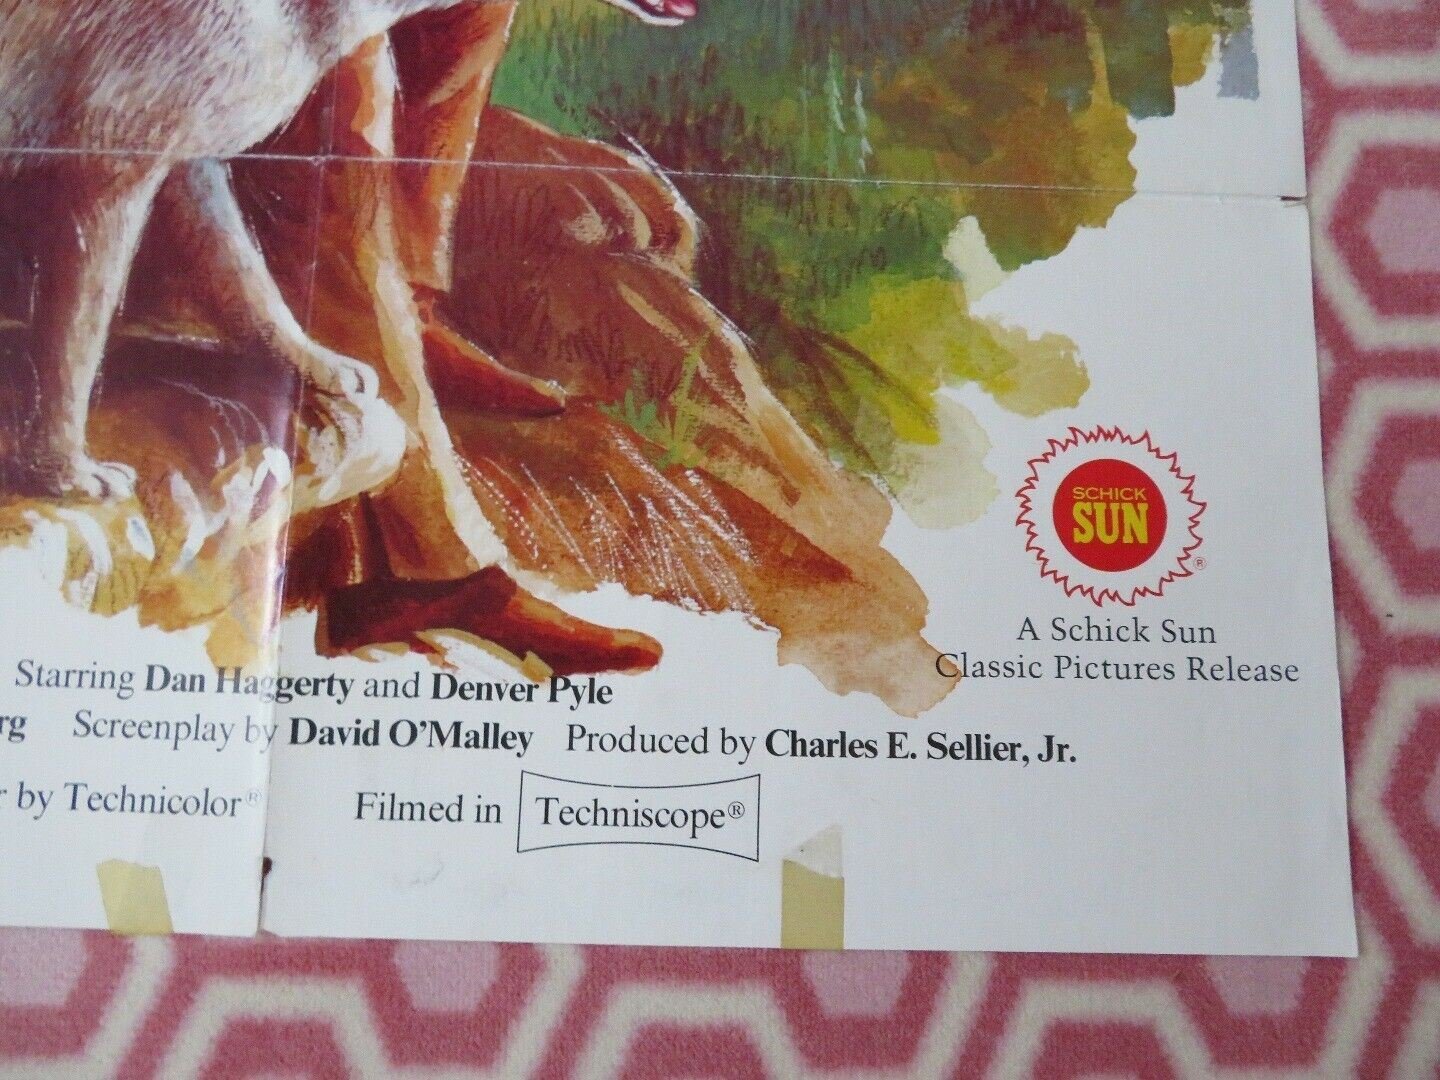 SCHICK
SUN
®
A Schick Sun
Classic Pictures Release
Starring Dan Haggerty and Denver Pyle
rg Screenplay by David O'Malley Produced by Charles E. Sellier, Jr.
r by Technicolor® Filmed in Techniscope®